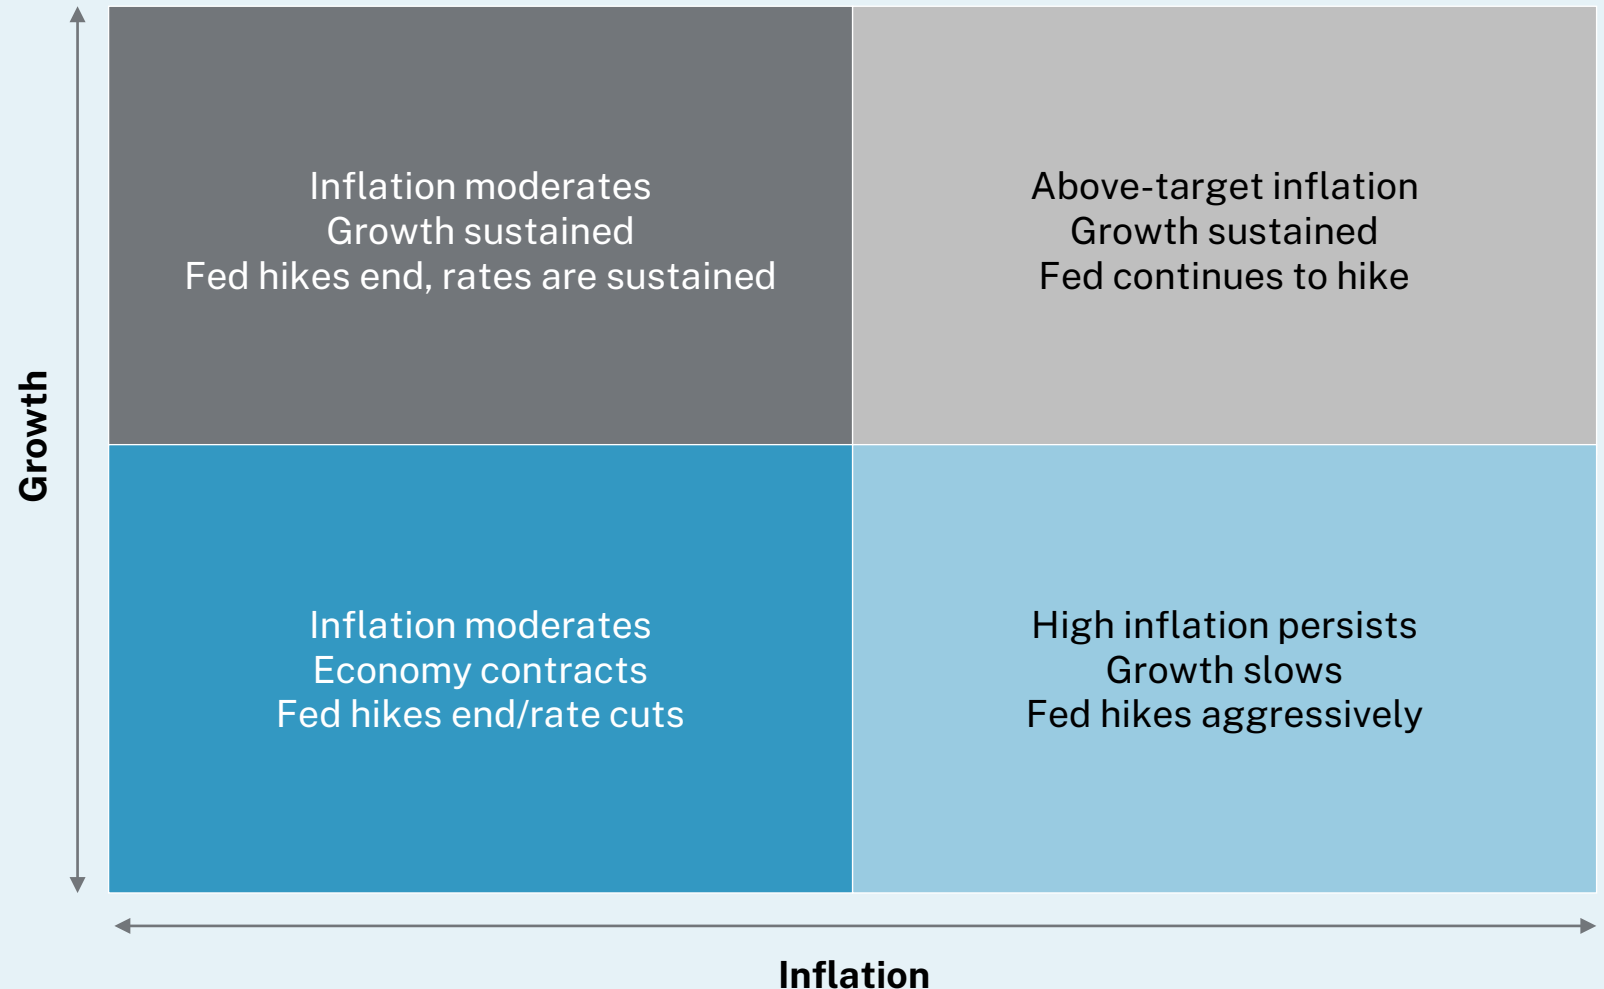 Inflation moderates
Growth sustained
Fed hikes end, rates are sustained
Above-target inflation
Growth sustained
Fed continues to hike
Growth
Inflation moderates
Economy contracts
Fed hikes end/rate cuts
High inflation persists
Growth slows
Fed hikes aggressively
Inflation